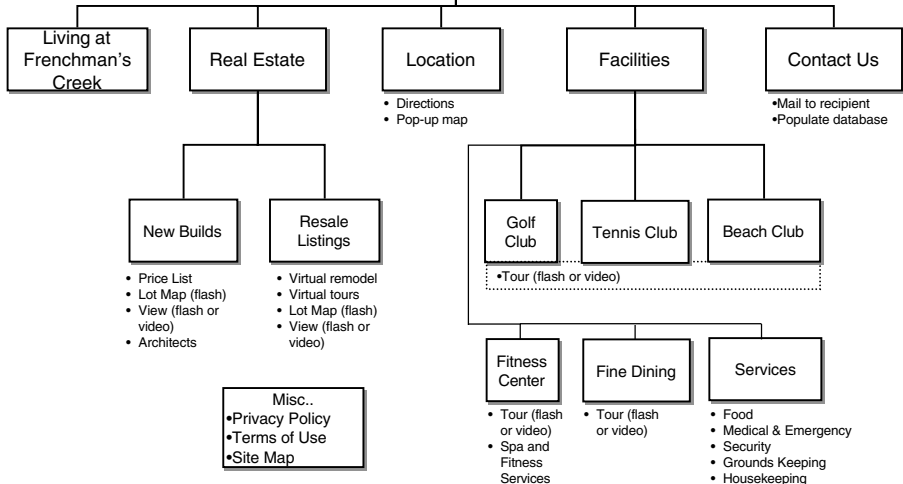 Living at
Frenchman's
Creek
Real Estate
Location
Facilities
Contact Us
• Directions
• Pop-up map
•Mail to recipient
•Populate database
New Builds
Resale
Listings
Golf
Club
Tennis Club
Beach Club
• Price List
• Lot Map (flash)
• View (flash or
video)
• Architects
• Virtual remodel
• Virtual tours
• Lot Map (flash)
• View (flash or
video)
•Tour (flash or video)
Fitness
Center
Fine Dining
Services
• Tour (flash
or video)
• Spa and
Fitness
Services
• Tour (flash
or video)
• Food
• Medical & Emergency
• Security
• Grounds Keeping
• Housekeeping
Misc..
•Privacy Policy
•Terms of Use
•Site Map